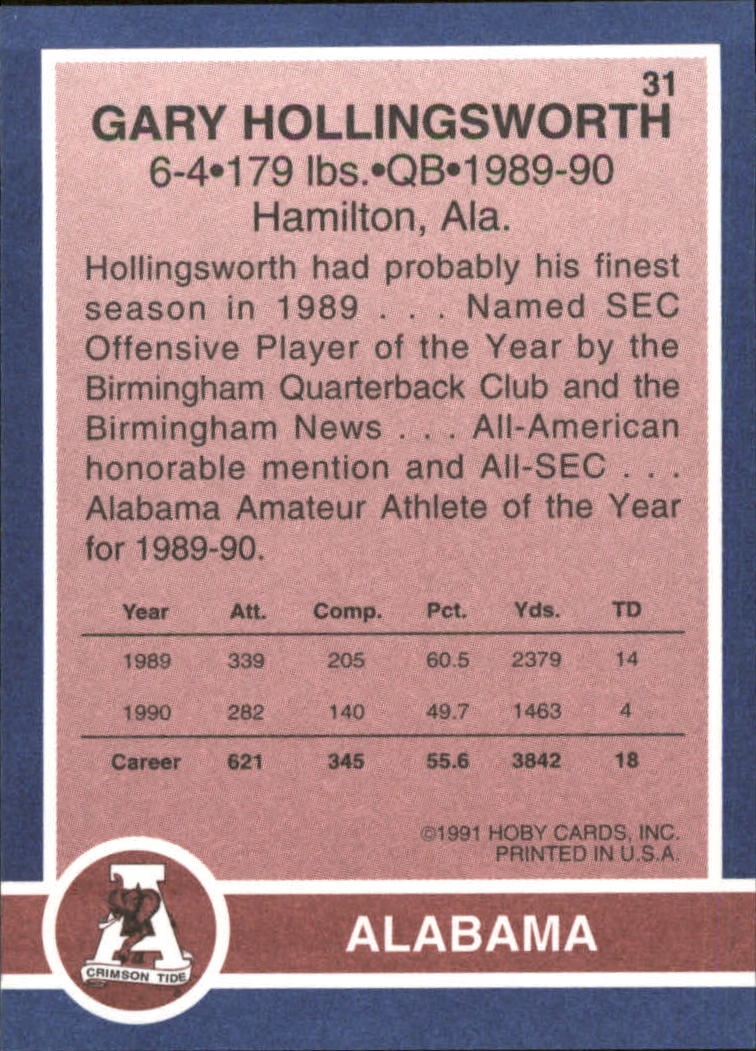 31
GARY HOLLINGSWORTH
6-4•179 lbs.•QB•1989-90
Hamilton, Ala.
Hollingsworth had probably his finest
season in 1989 . . . Named SEC
Offensive Player of the Year by the
Birmingham Quarterback Club and the
Birmingham News . . . All-American
honorable mention and All-SEC . . .
Alabama Amateur Athlete of the Year
for 1989-90.
Year Att. Comp. Pct. Yds. TD
1989 339 205 60.5 2379 14
1990 282 140 49.7 1463 4
Career 621 345 55.6 3842 18
©1991 HOBY CARDS, INC.
PRINTED IN U.S.A.
A
CRIMSON TIDE
ALABAMA